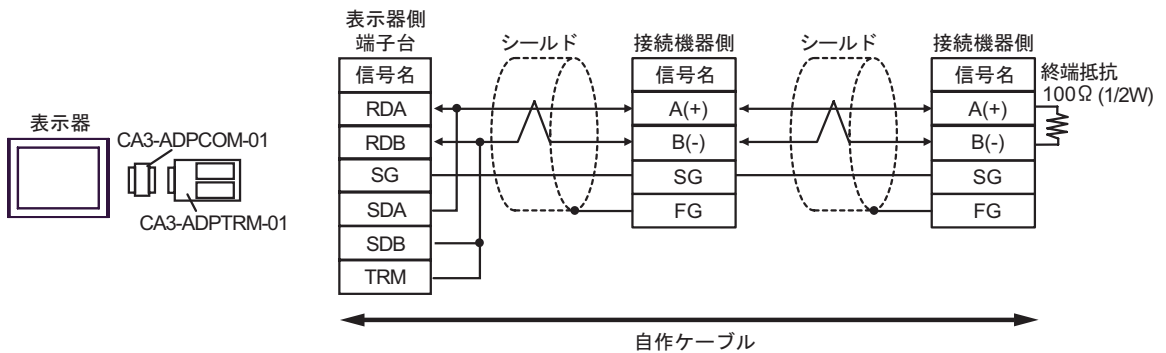 表示器
CA3-ADPCOM-01
CA3-ADPTRM-01
表示器側
端子台
信号名
RDA
RDB
SG
SDA
SDB
TRM
シールド
接続機器側
信号名
A(+)
B(-)
SG
FG
シールド
接続機器側
信号名
A(+)
B(-)
SG
FG
終端抵抗
100Ω (1/2W)
自作ケーブル